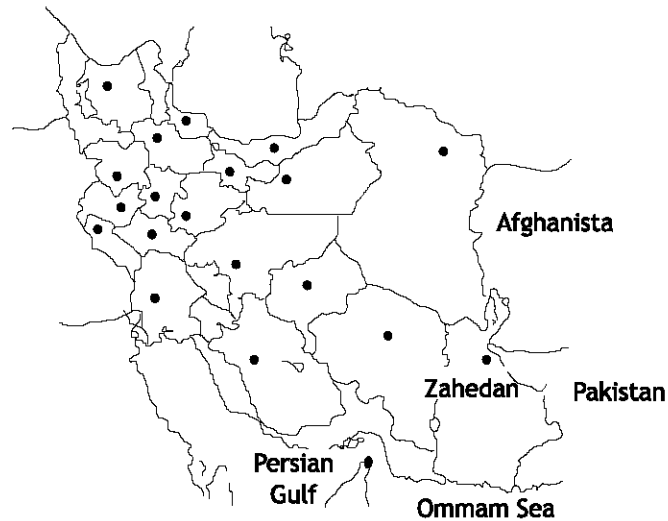 Afghanista
Zahedan
Pakistan
Persian
Gulf
Ommam Sea